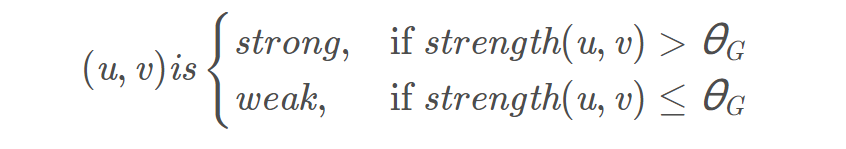 (u, v) is { strong, if strength(u, v) > θ_G
weak, if strength(u, v) ≤ θ_G